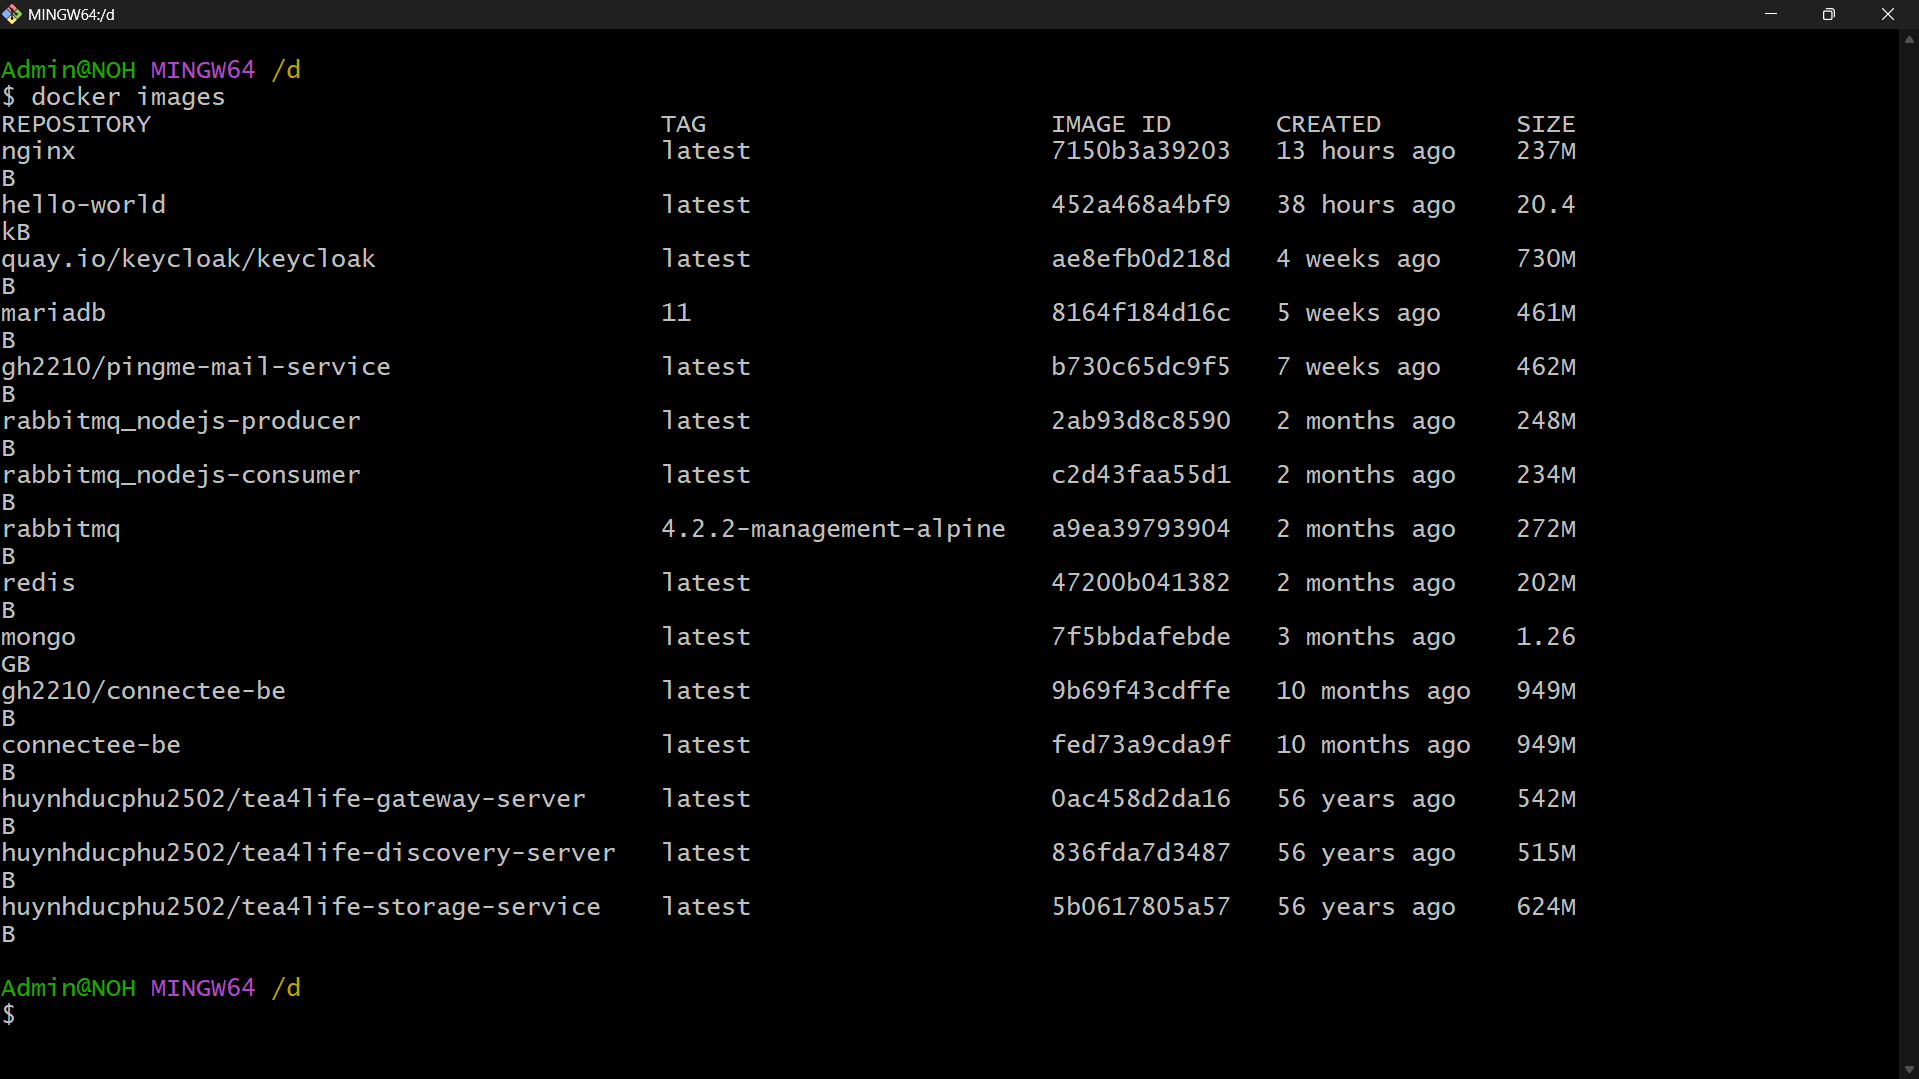 MINGW64:/d
Admin@NOH MINGW64 /d
$ docker images
REPOSITORY TAG IMAGE ID CREATED SIZE
nginx latest 7150b3a39203 13 hours ago 237M
B
hello-world latest 452a468a4bf9 38 hours ago 20.4
kB
quay.io/keycloak/keycloak latest ae8efb0d218d 4 weeks ago 730M
B
mariadb 11 8164f184d16c 5 weeks ago 461M
B
gh2210/pingme-mail-service latest b730c65dc9f5 7 weeks ago 462M
B
rabbitmq_nodejs-producer latest 2ab93d8c8590 2 months ago 248M
B
rabbitmq_nodejs-consumer latest c2d43faa55d1 2 months ago 234M
B
rabbitmq 4.2.2-management-alpine a9ea39793904 2 months ago 272M
B
redis latest 47200b041382 2 months ago 202M
B
mongo latest 7f5bbdafebde 3 months ago 1.26
GB
gh2210/connectee-be latest 9b69f43cdffe 10 months ago 949M
B
connectee-be latest fed73a9cda9f 10 months ago 949M
B
huynhducphu2502/tea4life-gateway-server latest 0ac458d2da16 56 years ago 542M
B
huynhducphu2502/tea4life-discovery-server latest 836fda7d3487 56 years ago 515M
B
huynhducphu2502/tea4life-storage-service latest 5b0617805a57 56 years ago 624M
B
Admin@NOH MINGW64 /d
$